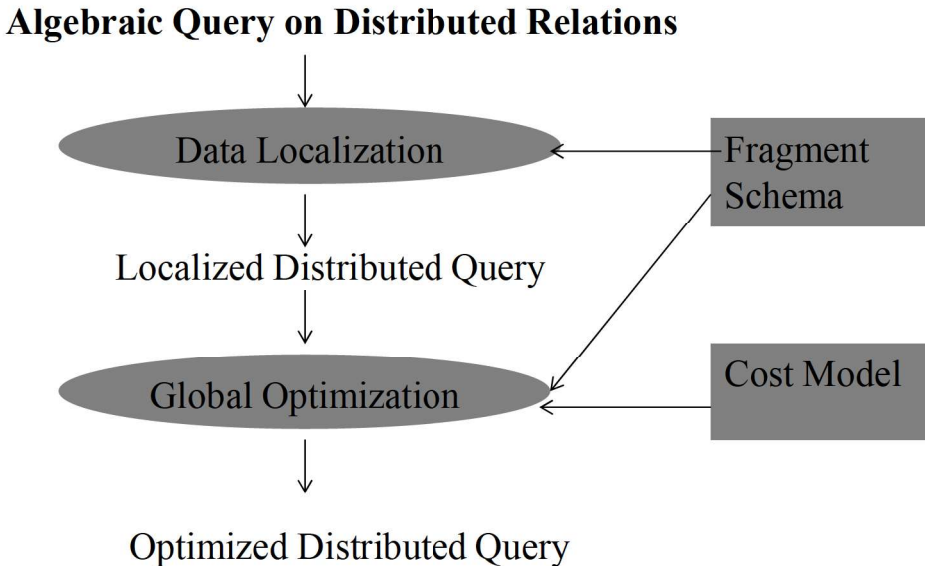 Algebraic Query on Distributed Relations
Data Localization
Fragment
Schema
Localized Distributed Query
Cost Model
Global Optimization
Optimized Distributed Query